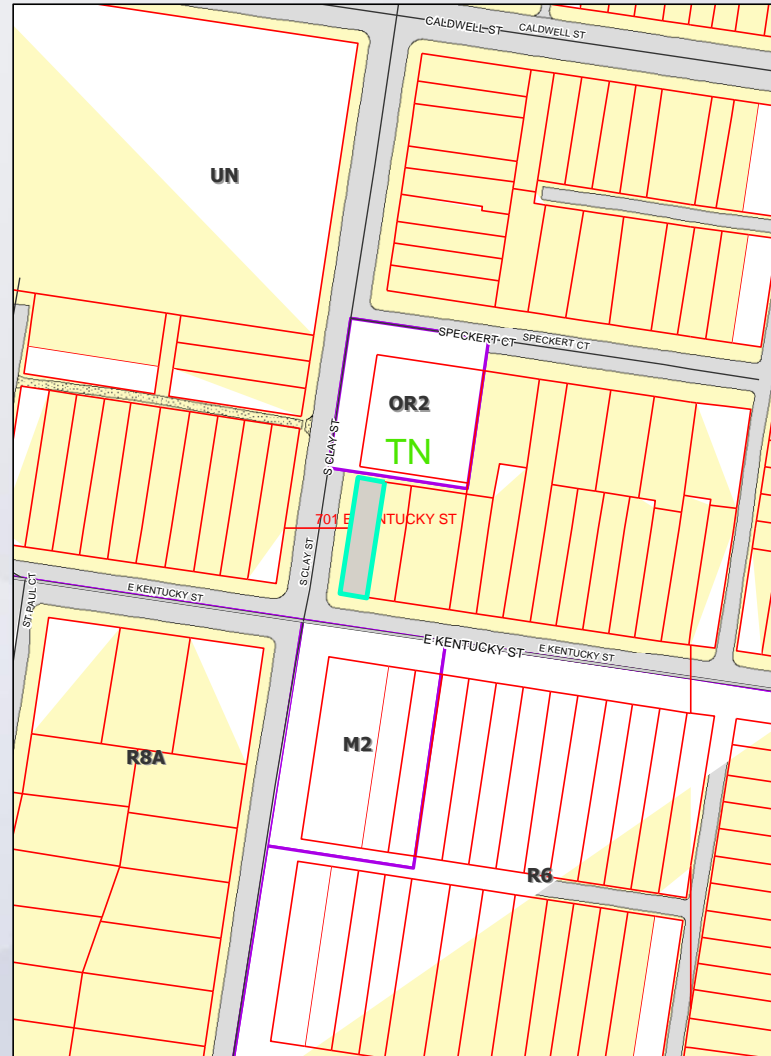 CALDWELL ST
CALDWELL ST
UN
SPECKERT CT
SPECKERT CT
OR2
TN
S CLAY ST
701 E KENTUCKY ST
S CLAY ST
ST PAUL CT
E KENTUCKY ST
E KENTUCKY ST
E KENTUCKY ST
M2
R8A
R6